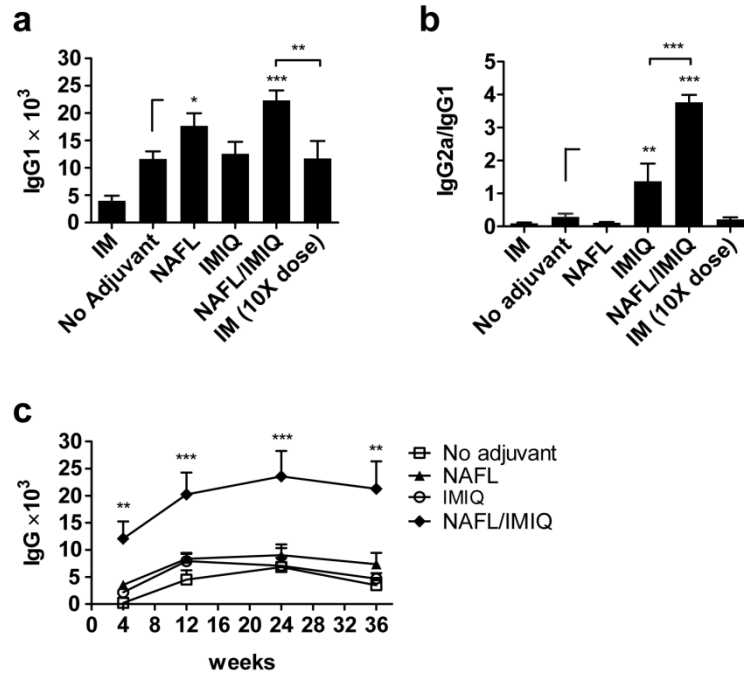 a
**
***
*
IgG1 × 10³
30
25
20
15
10
5
0
IM
No Adjuvant
NAFL
IMIQ
NAFL/IMIQ
IM (10X dose)
b
***
***
**
IgG2a/IgG1
5
4
3
2
1
0
IM
No adjuvant
NAFL
IMIQ
NAFL/IMIQ
IM (10X dose)
c
** *** *** **
IgG ×10³
30
25
20
15
10
5
0
0 4 8 12 16 20 24 28 32 36
weeks
No adjuvant
NAFL
IMIQ
NAFL/IMIQ